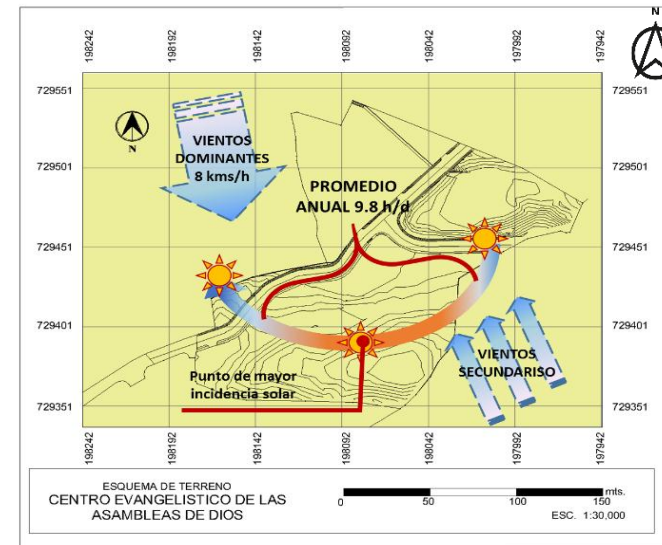 N
198242 198192 198142 198092 198042 197992 197942
729551 729551
N
VIENTOS
DOMINANTES
8 kms/h
729501 729501
PROMEDIO
ANUAL 9.8 h/d
729451 729451
729401 729401
VIENTOS
SECUNDARISO
Punto de mayor
incidencia solar
729351 729351
198242 198192 198142 198092 198042 197992 197942
ESQUEMA DE TERRENO
CENTRO EVANGELISTICO DE LAS
ASAMBLEAS DE DIOS
mts.
0 50 100 150
ESC. 1:30,000